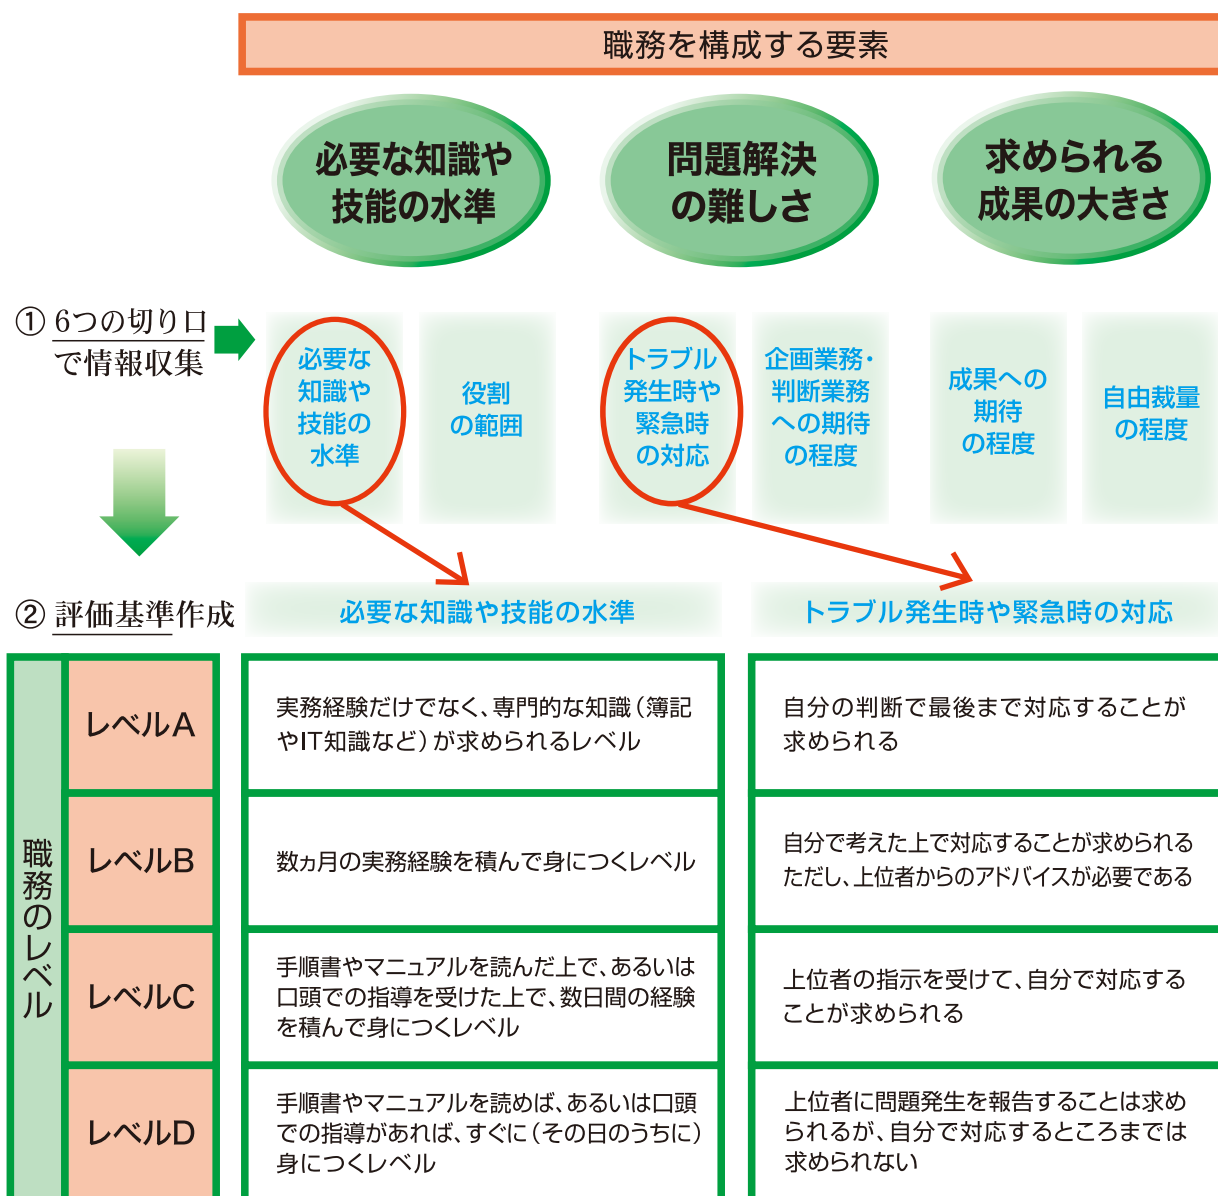 職務を構成する要素
必要な知識や
技能の水準
問題解決
の難しさ
求められる
成果の大きさ
① 6つの切り口
で情報収集
必要な
知識や
技能の
水準
役割
の範囲
トラブル
発生時や
緊急時
の対応
企画業務・
判断業務
への期待
の程度
成果への
期待
の程度
自由裁量
の程度
② 評価基準作成
必要な知識や技能の水準
トラブル発生時や緊急時の対応
職務のレベル
レベルA
実務経験だけでなく、専門的な知識（簿記
やIT知識など）が求められるレベル
自分の判断で最後まで対応することが
求められる
レベルB
数ヵ月の実務経験を積んで身につくレベル
自分で考えた上で対応することが求められる
ただし、上位者からのアドバイスが必要である
レベルC
手順書やマニュアルを読んだ上で、あるいは
口頭での指導を受けた上で、数日間の経験
を積んで身につくレベル
上位者の指示を受けて、自分で対応する
ことが求められる
レベルD
手順書やマニュアルを読めば、あるいは口頭
での指導があれば、すぐに（その日のうちに）
身につくレベル
上位者に問題発生を報告することは求め
られるが、自分で対応するところまでは
求められない